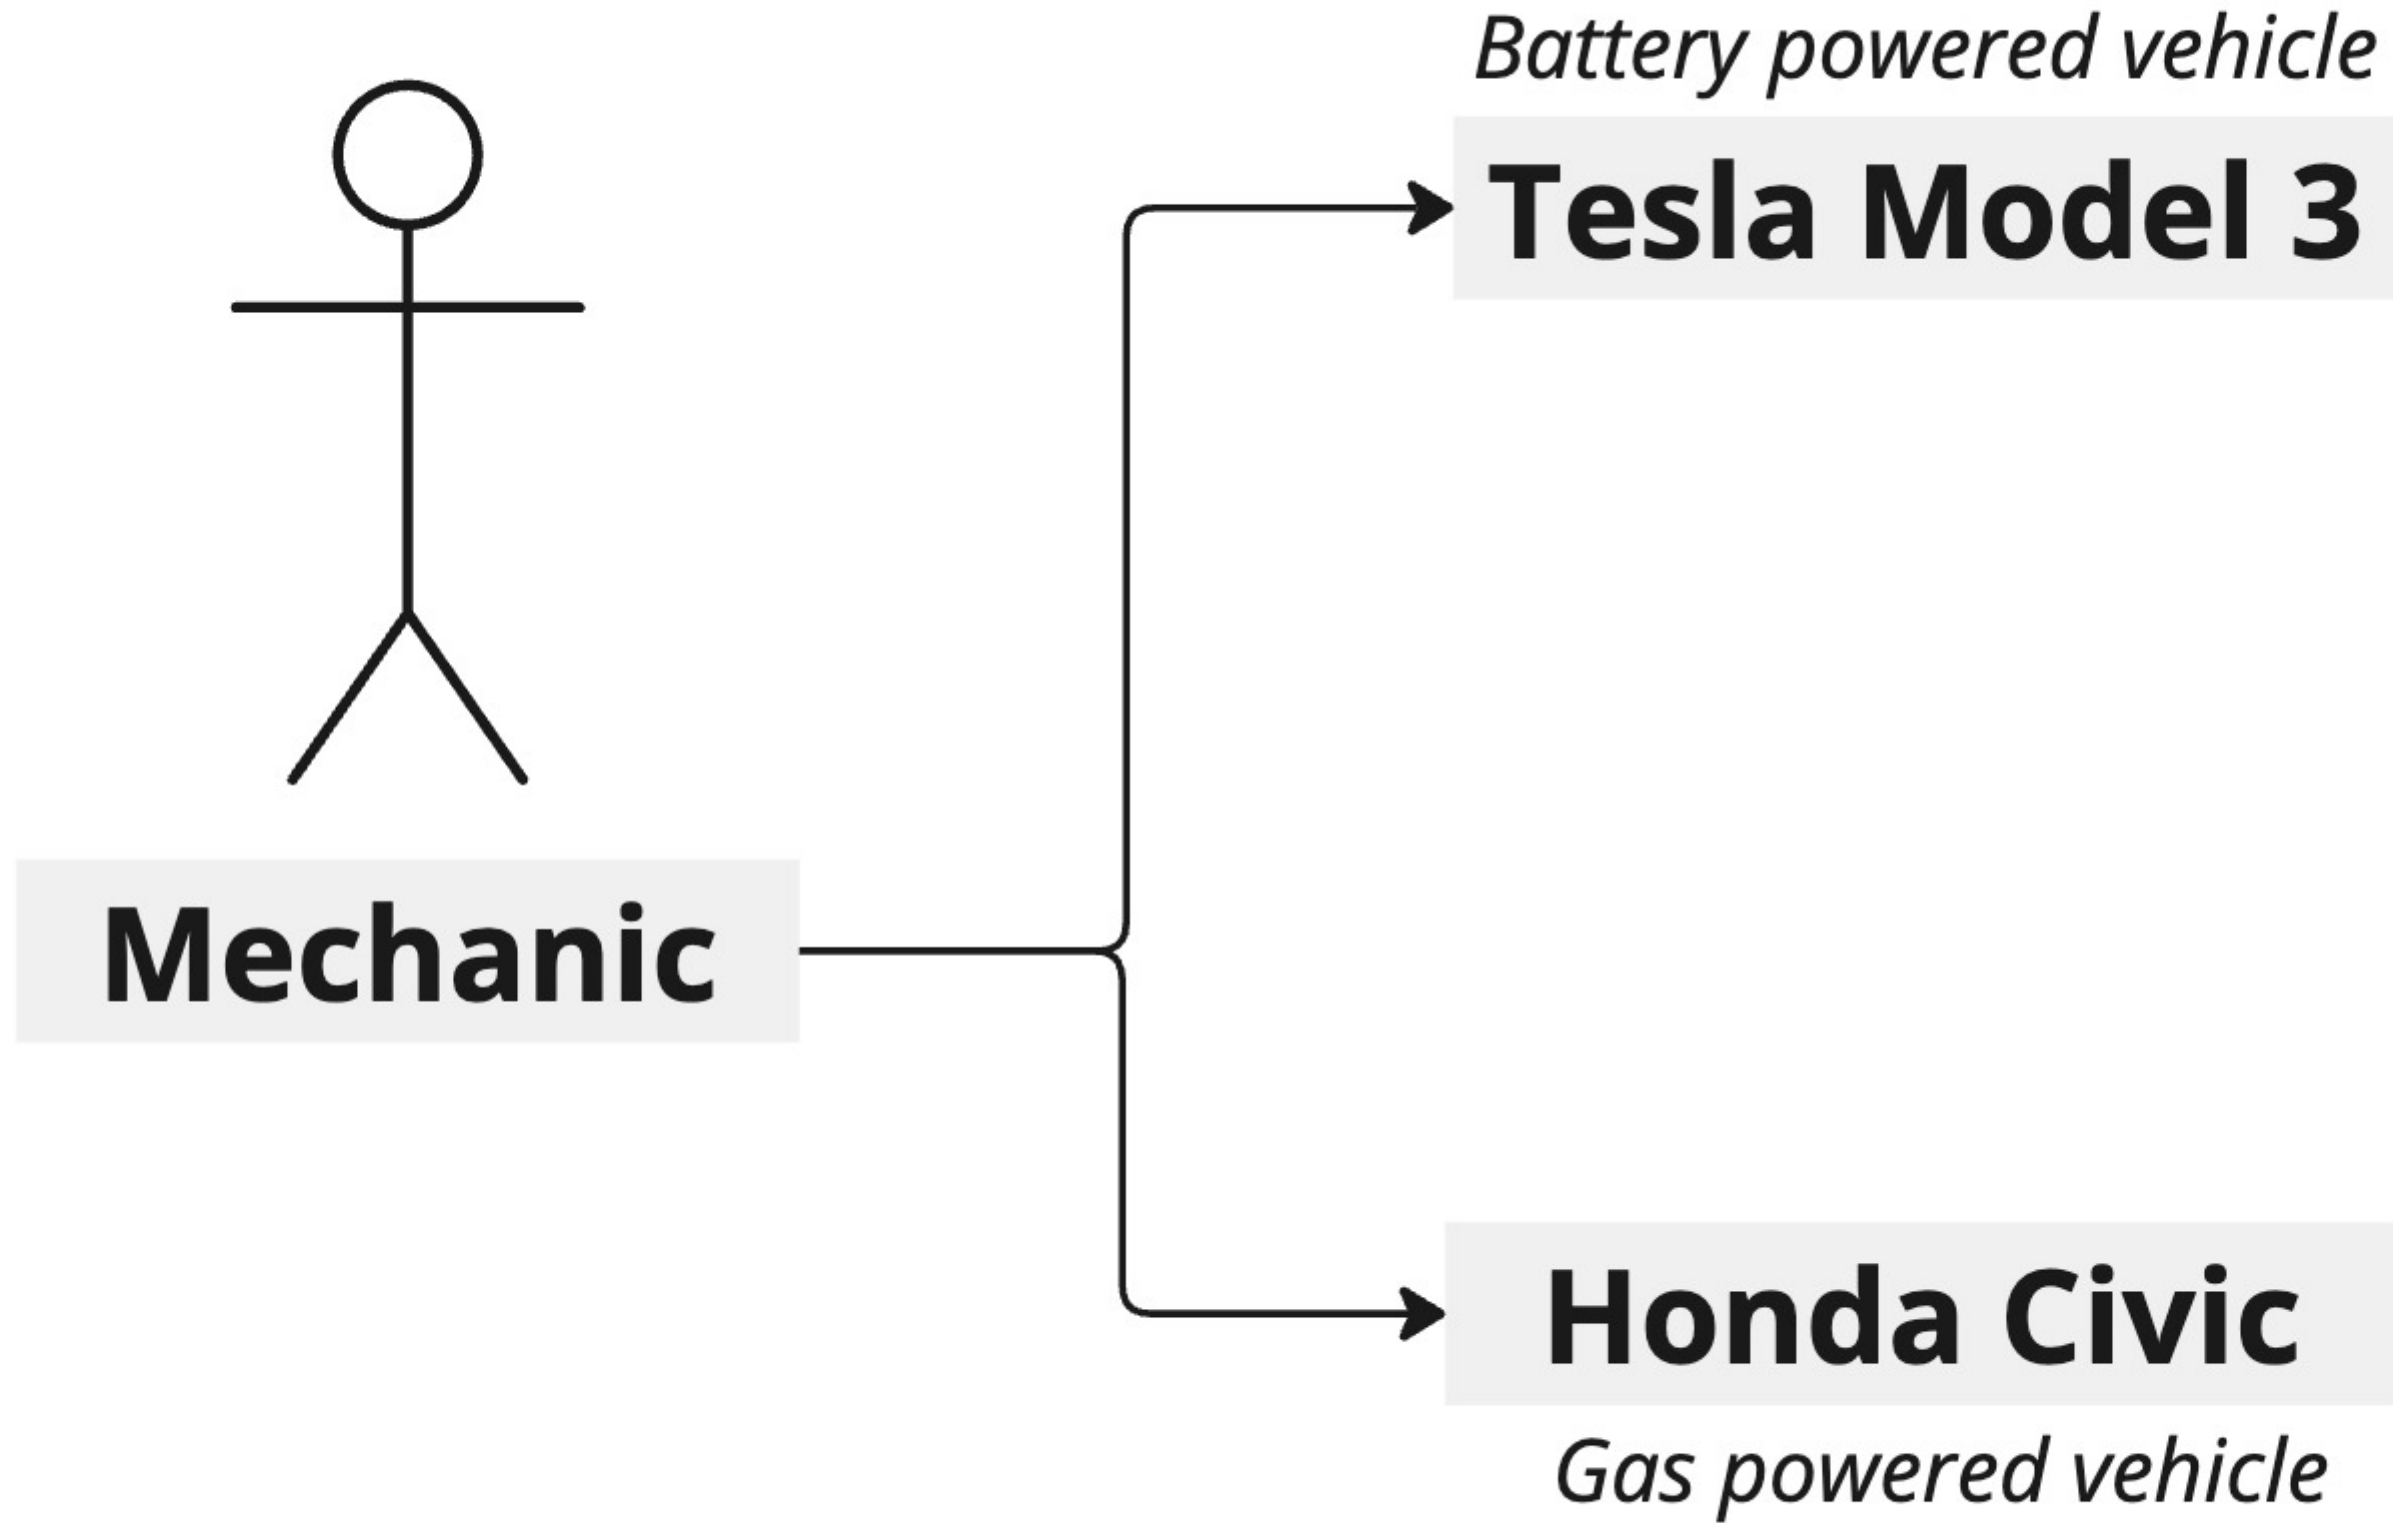 Battery powered vehicle
Tesla Model 3
Mechanic
Honda Civic
Gas powered vehicle